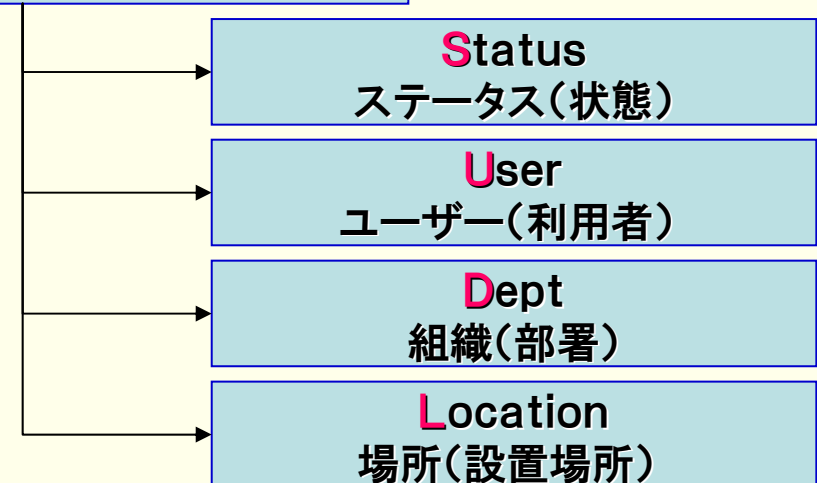 Status
ステータス(状態)
User
ユーザー(利用者)
Dept
組織(部署)
Location
場所(設置場所)